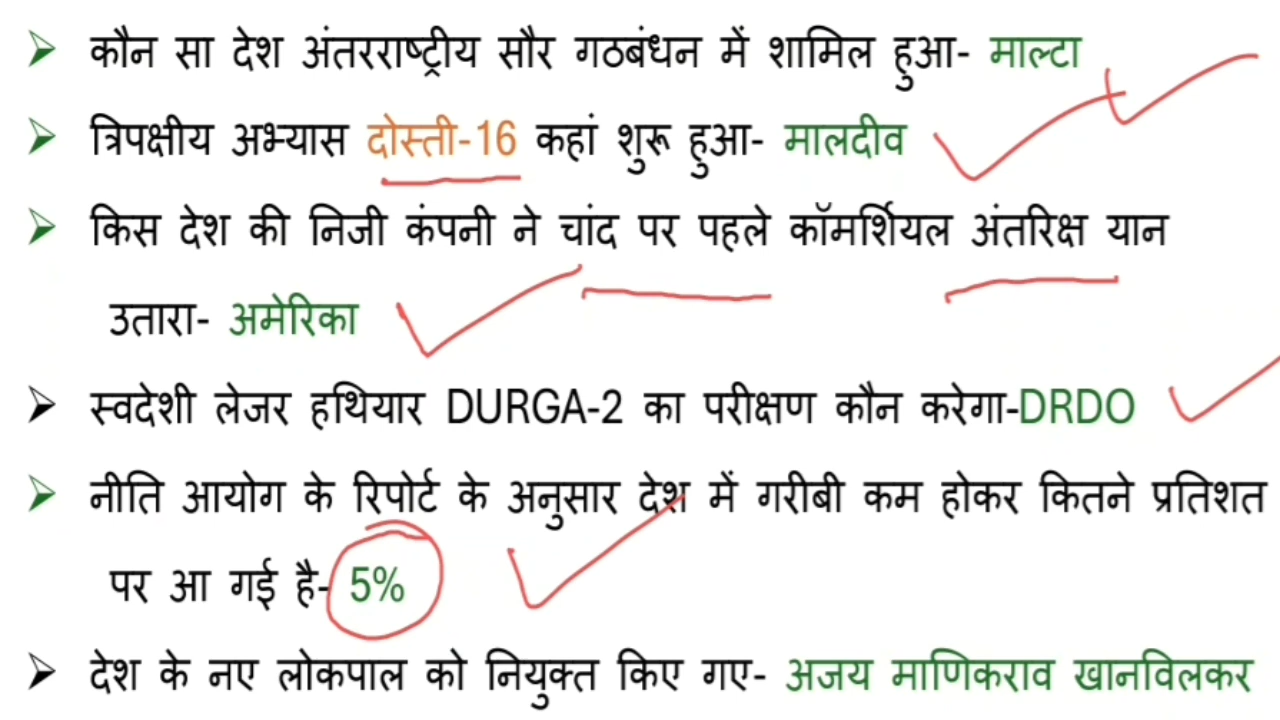 कौन सा देश अंतरराष्ट्रीय सौर गठबंधन में शामिल हुआ- माल्टा
त्रिपक्षीय अभ्यास दोस्ती-16 कहां शुरू हुआ- मालदीव
किस देश की निजी कंपनी ने चांद पर पहले कॉमर्शियल अंतरिक्ष यान
उतारा- अमेरिका
स्वदेशी लेजर हथियार DURGA-2 का परीक्षण कौन करेगा-DRDO
नीति आयोग के रिपोर्ट के अनुसार देश में गरीबी कम होकर कितने प्रतिशत
पर आ गई है- 5%
देश के नए लोकपाल को नियुक्त किए गए- अजय माणिकराव खानविलकर